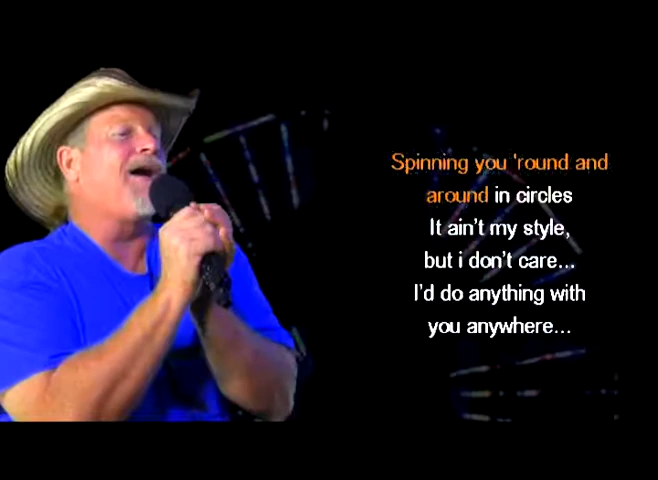 Spinning you 'round and
around in circles
It ain't my style,
but i don't care...
I'd do anything with
you anywhere...